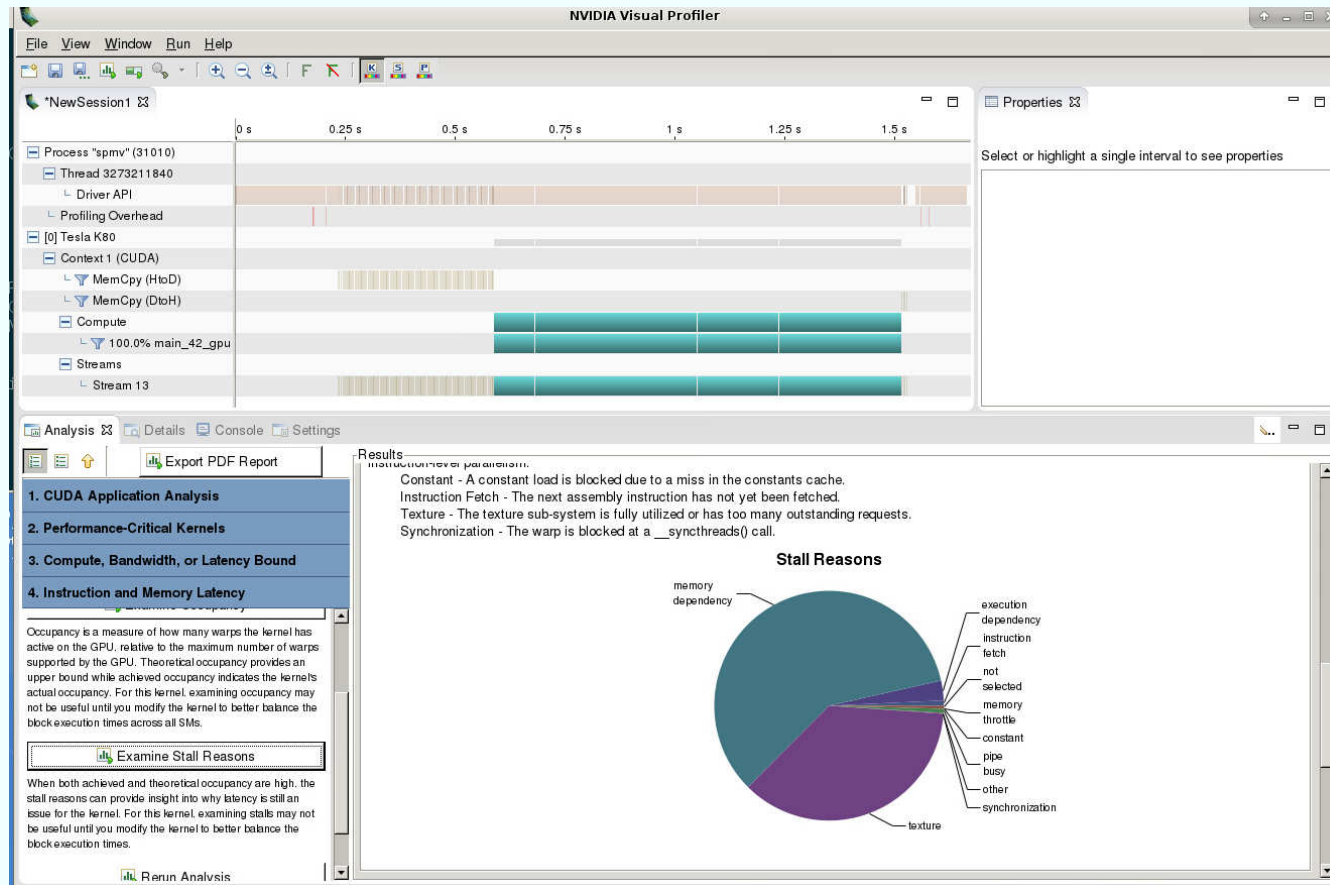 NVIDIA Visual Profiler
File View Window Run Help
*NewSession1
Properties
0 s 0.25 s 0.5 s 0.75 s 1 s 1.25 s 1.5 s
Process "spmv" (31010)
Thread 3273211840
Driver API
Profiling Overhead
[0] Tesla K80
Context 1 (CUDA)
MemCpy (HtoD)
MemCpy (DtoH)
Compute
100.0% main_42_gpu
Streams
Stream 13
Select or highlight a single interval to see properties
Analysis Details Console Settings
Export PDF Report
1. CUDA Application Analysis
2. Performance-Critical Kernels
3. Compute, Bandwidth, or Latency Bound
4. Instruction and Memory Latency
Examine Occupancy
Occupancy is a measure of how many warps the kernel has
active on the GPU, relative to the maximum number of warps
supported by the GPU. Theoretical occupancy provides an
upper bound while achieved occupancy indicates the kernel's
actual occupancy. For this kernel, examining occupancy may
not be useful until you modify the kernel to better balance the
block execution times across all SMs.
Examine Stall Reasons
When both achieved and theoretical occupancy are high, the
stall reasons can provide insight into why latency is still an
issue for the kernel. For this kernel, examining stalls may not
be useful until you modify the kernel to better balance the
block execution times.
Rerun Analysis
Results
instruction-level parallelism.
Constant - A constant load is blocked due to a miss in the constants cache.
Instruction Fetch - The next assembly instruction has not yet been fetched.
Texture - The texture sub-system is fully utilized or has too many outstanding requests.
Synchronization - The warp is blocked at a __syncthreads() call.
Stall Reasons
memory
dependency
execution
dependency
instruction
fetch
not
selected
memory
throttle
constant
pipe
busy
other
synchronization
texture